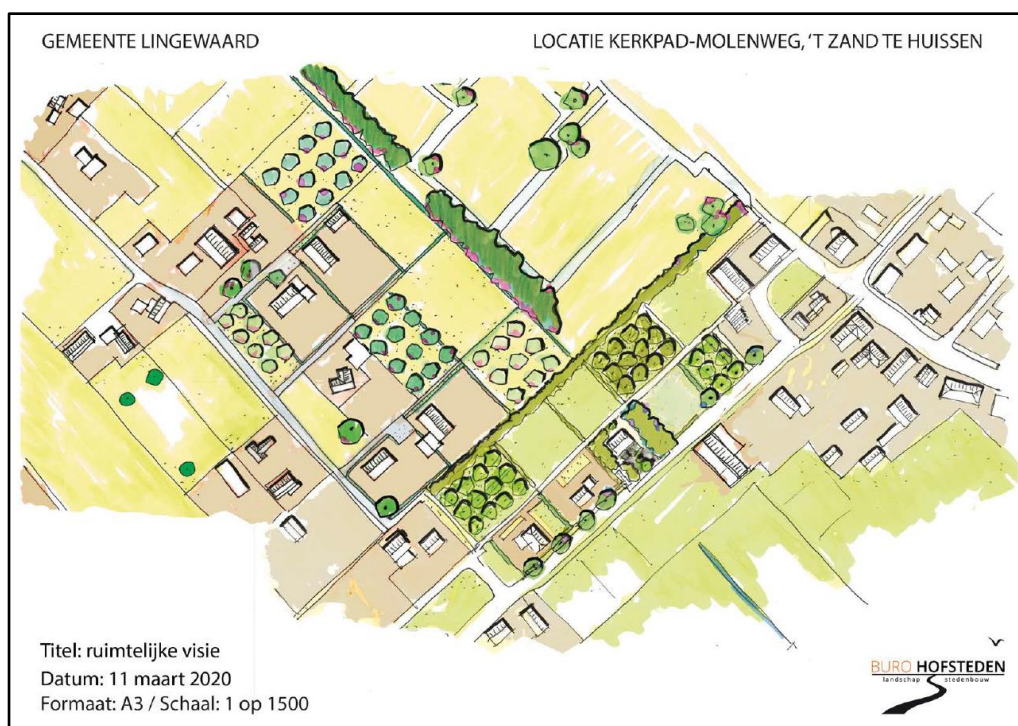 GEMEENTE LINGEWAARD
LOCATIE KERKPAD-MOLENWEG, ‘T ZAND TE HUISSEN
Titel: ruimtelijke visie
Datum: 11 maart 2020
Formaat: A3 / Schaal: 1 op 1500
BURO HOFSTEDEN
landschap stedenbouw